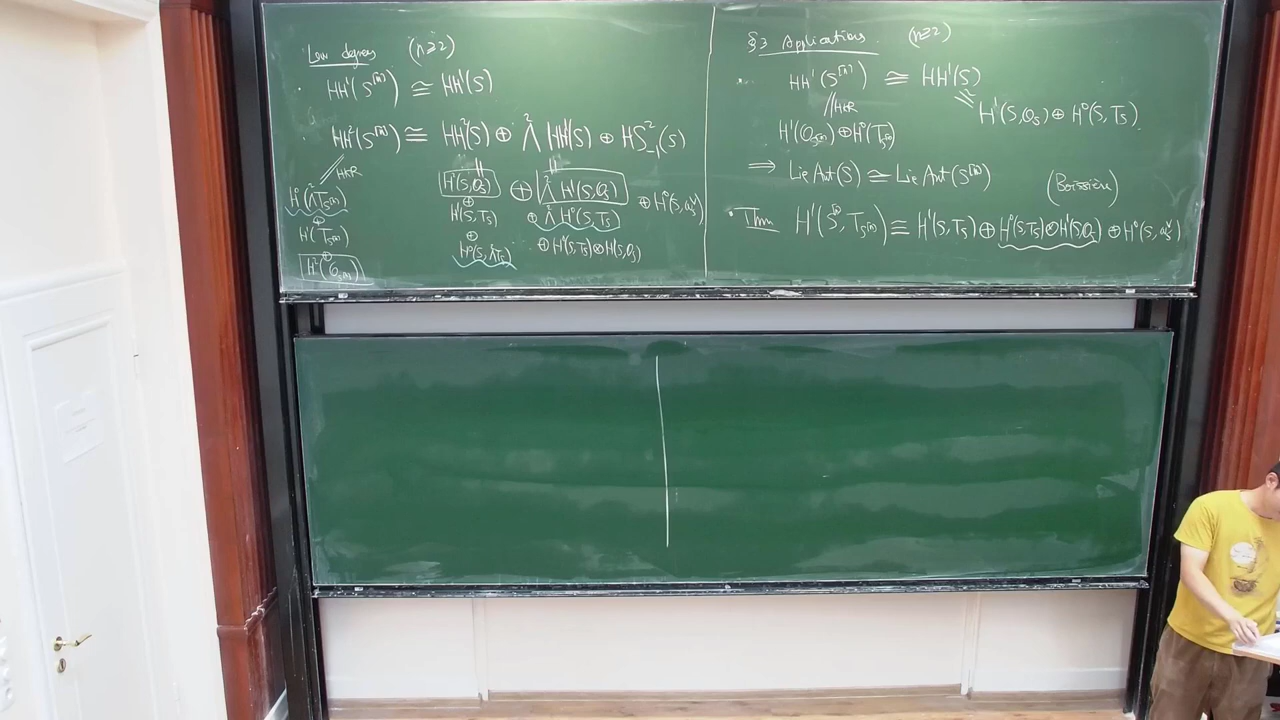 Low degrees (n≥2)
HH¹(S^[n]) ≅ HH¹(S)
HH²(S^[n]) ≅ HH²(S) ⊕ Λ² HH¹(S) ⊕ HS²₋₁(S)
HKR
H⁰(Λ²T_S[n])
⊕
H¹(T_S[n])
⊕
H²(O_S[n])
H²(S,O_S) ⊕ Λ² H¹(S,O_S) ⊕ H⁰(S,ω_S^∨)
⊕
H¹(S,T_S) ⊕ Λ² H⁰(S,T_S)
⊕
H⁰(S,Λ²T_S) ⊕ H⁰(S,T_S)⊗H¹(S,O_S)
§3 Applications (n≥2)
HH¹(S^[n]) ≅ HH¹(S)
HKR
H¹(O_S[n]) ⊕ H⁰(T_S[n])
H¹(S,O_S) ⊕ H⁰(S,T_S).
⟹ Lie Aut(S) ≅ Lie Aut(S^[n]) (Boissière)
• Thm H¹(S^[n], T_S[n]) ≅ H¹(S,T_S) ⊕ H⁰(S,T_S)⊗H¹(S,O_S) ⊕ H⁰(S,ω_S^∨)